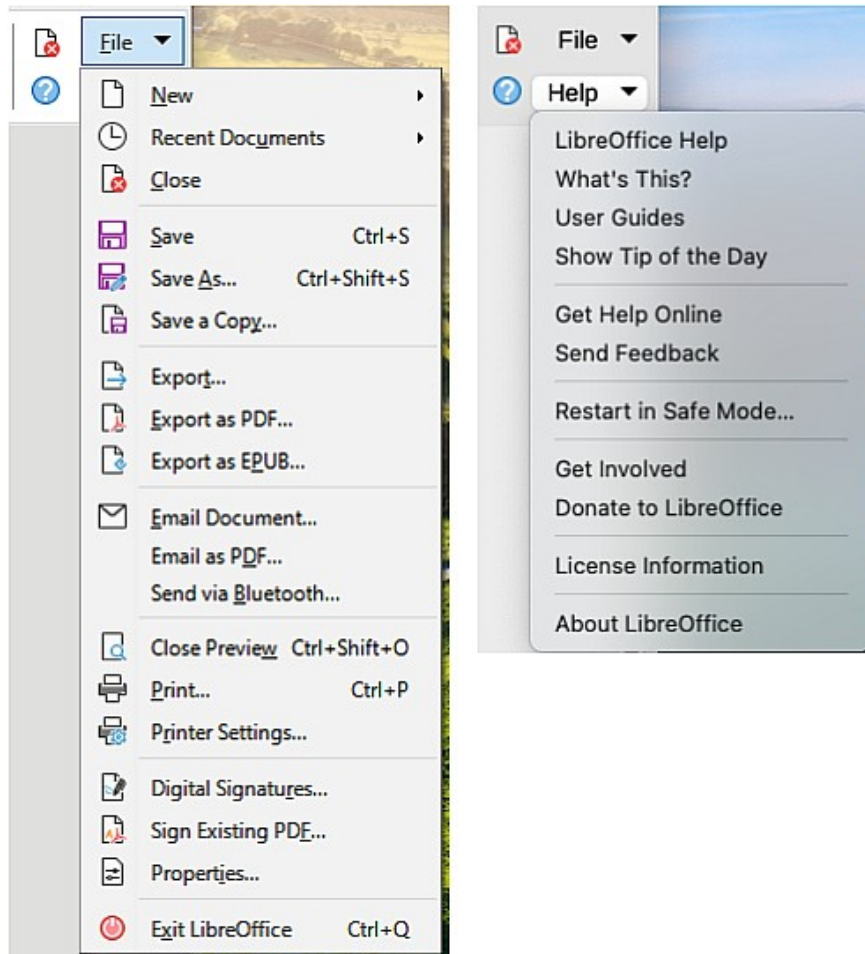 File
New
Recent Documents
Close
Save Ctrl+S
Save As... Ctrl+Shift+S
Save a Copy...
Export...
Export as PDF...
Export as EPUB...
Email Document...
Email as PDF...
Send via Bluetooth...
Close Preview Ctrl+Shift+O
Print... Ctrl+P
Printer Settings...
Digital Signatures...
Sign Existing PDF...
Properties...
Exit LibreOffice Ctrl+Q
File
Help
LibreOffice Help
What's This?
User Guides
Show Tip of the Day
Get Help Online
Send Feedback
Restart in Safe Mode...
Get Involved
Donate to LibreOffice
License Information
About LibreOffice